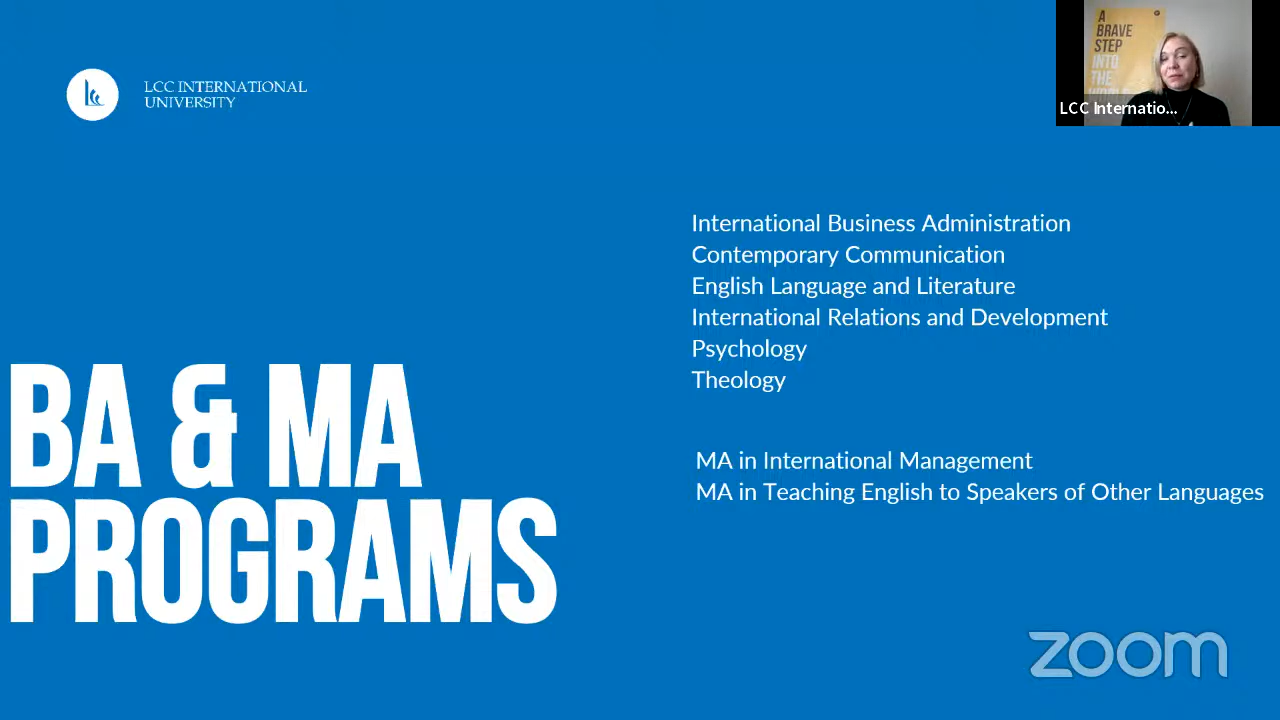 LCC INTERNATIONAL
UNIVERSITY
A
BRAVE
STEP
INTO
THE
WORLD
LCC Internatio...
International Business Administration
Contemporary Communication
English Language and Literature
International Relations and Development
Psychology
Theology
BA & MA
PROGRAMS
MA in International Management
MA in Teaching English to Speakers of Other Languages
zoom